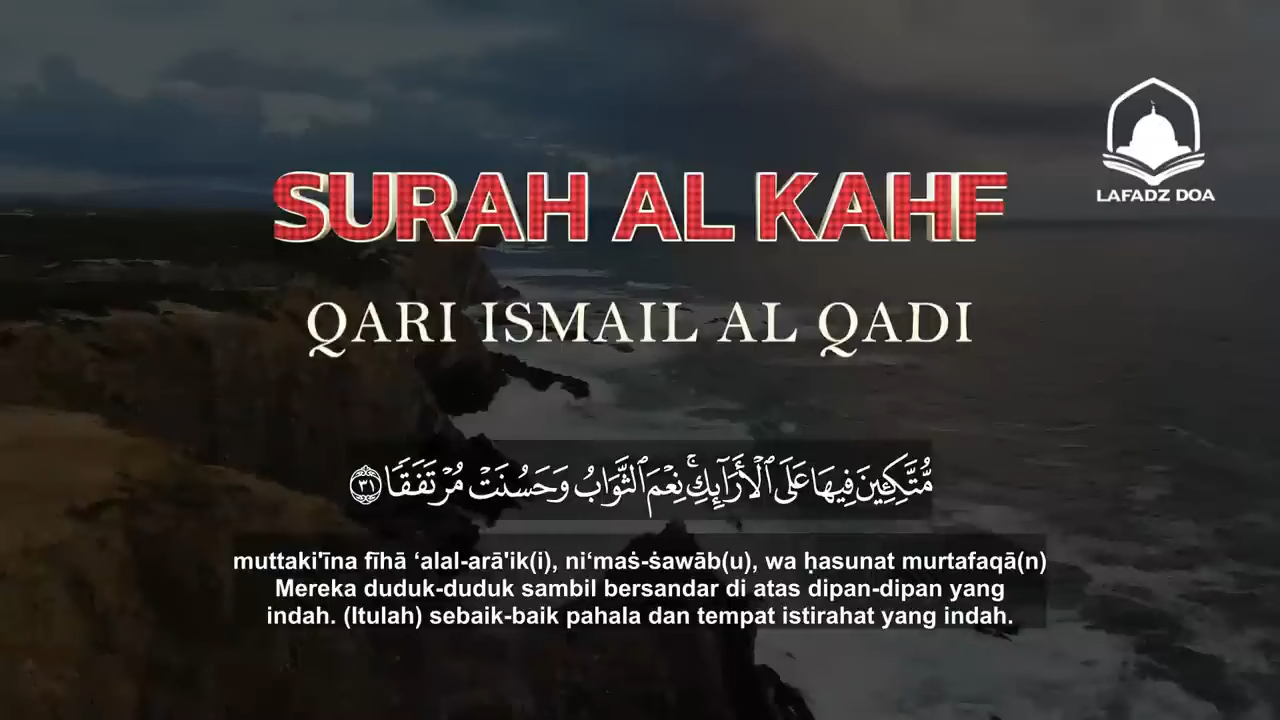 LAFADZ DOA
SURAH AL KAHF
QARI ISMAIL AL QADI
مُّتَّكِـِٔينَ فِيهَا عَلَى ٱلْأَرَآئِكِ ۚ نِعْمَ ٱلثَّوَابُ وَحَسُنَتْ مُرْتَفَقًا ٣١
muttaki'īna fīhā ‘alal-arā'ik(i), ni‘maṡ-ṡawāb(u), wa ḥasunat murtafaqā(n)
Mereka duduk-duduk sambil bersandar di atas dipan-dipan yang
indah. (Itulah) sebaik-baik pahala dan tempat istirahat yang indah.